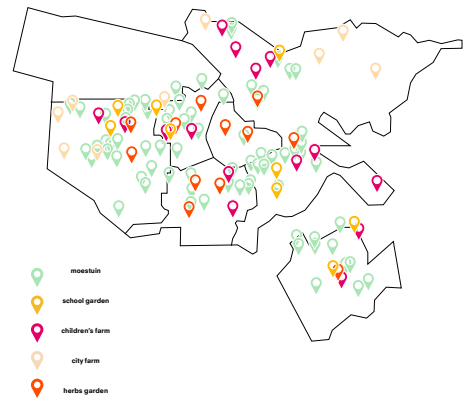 moestuin
school garden
children's farm
city farm
herbs garden